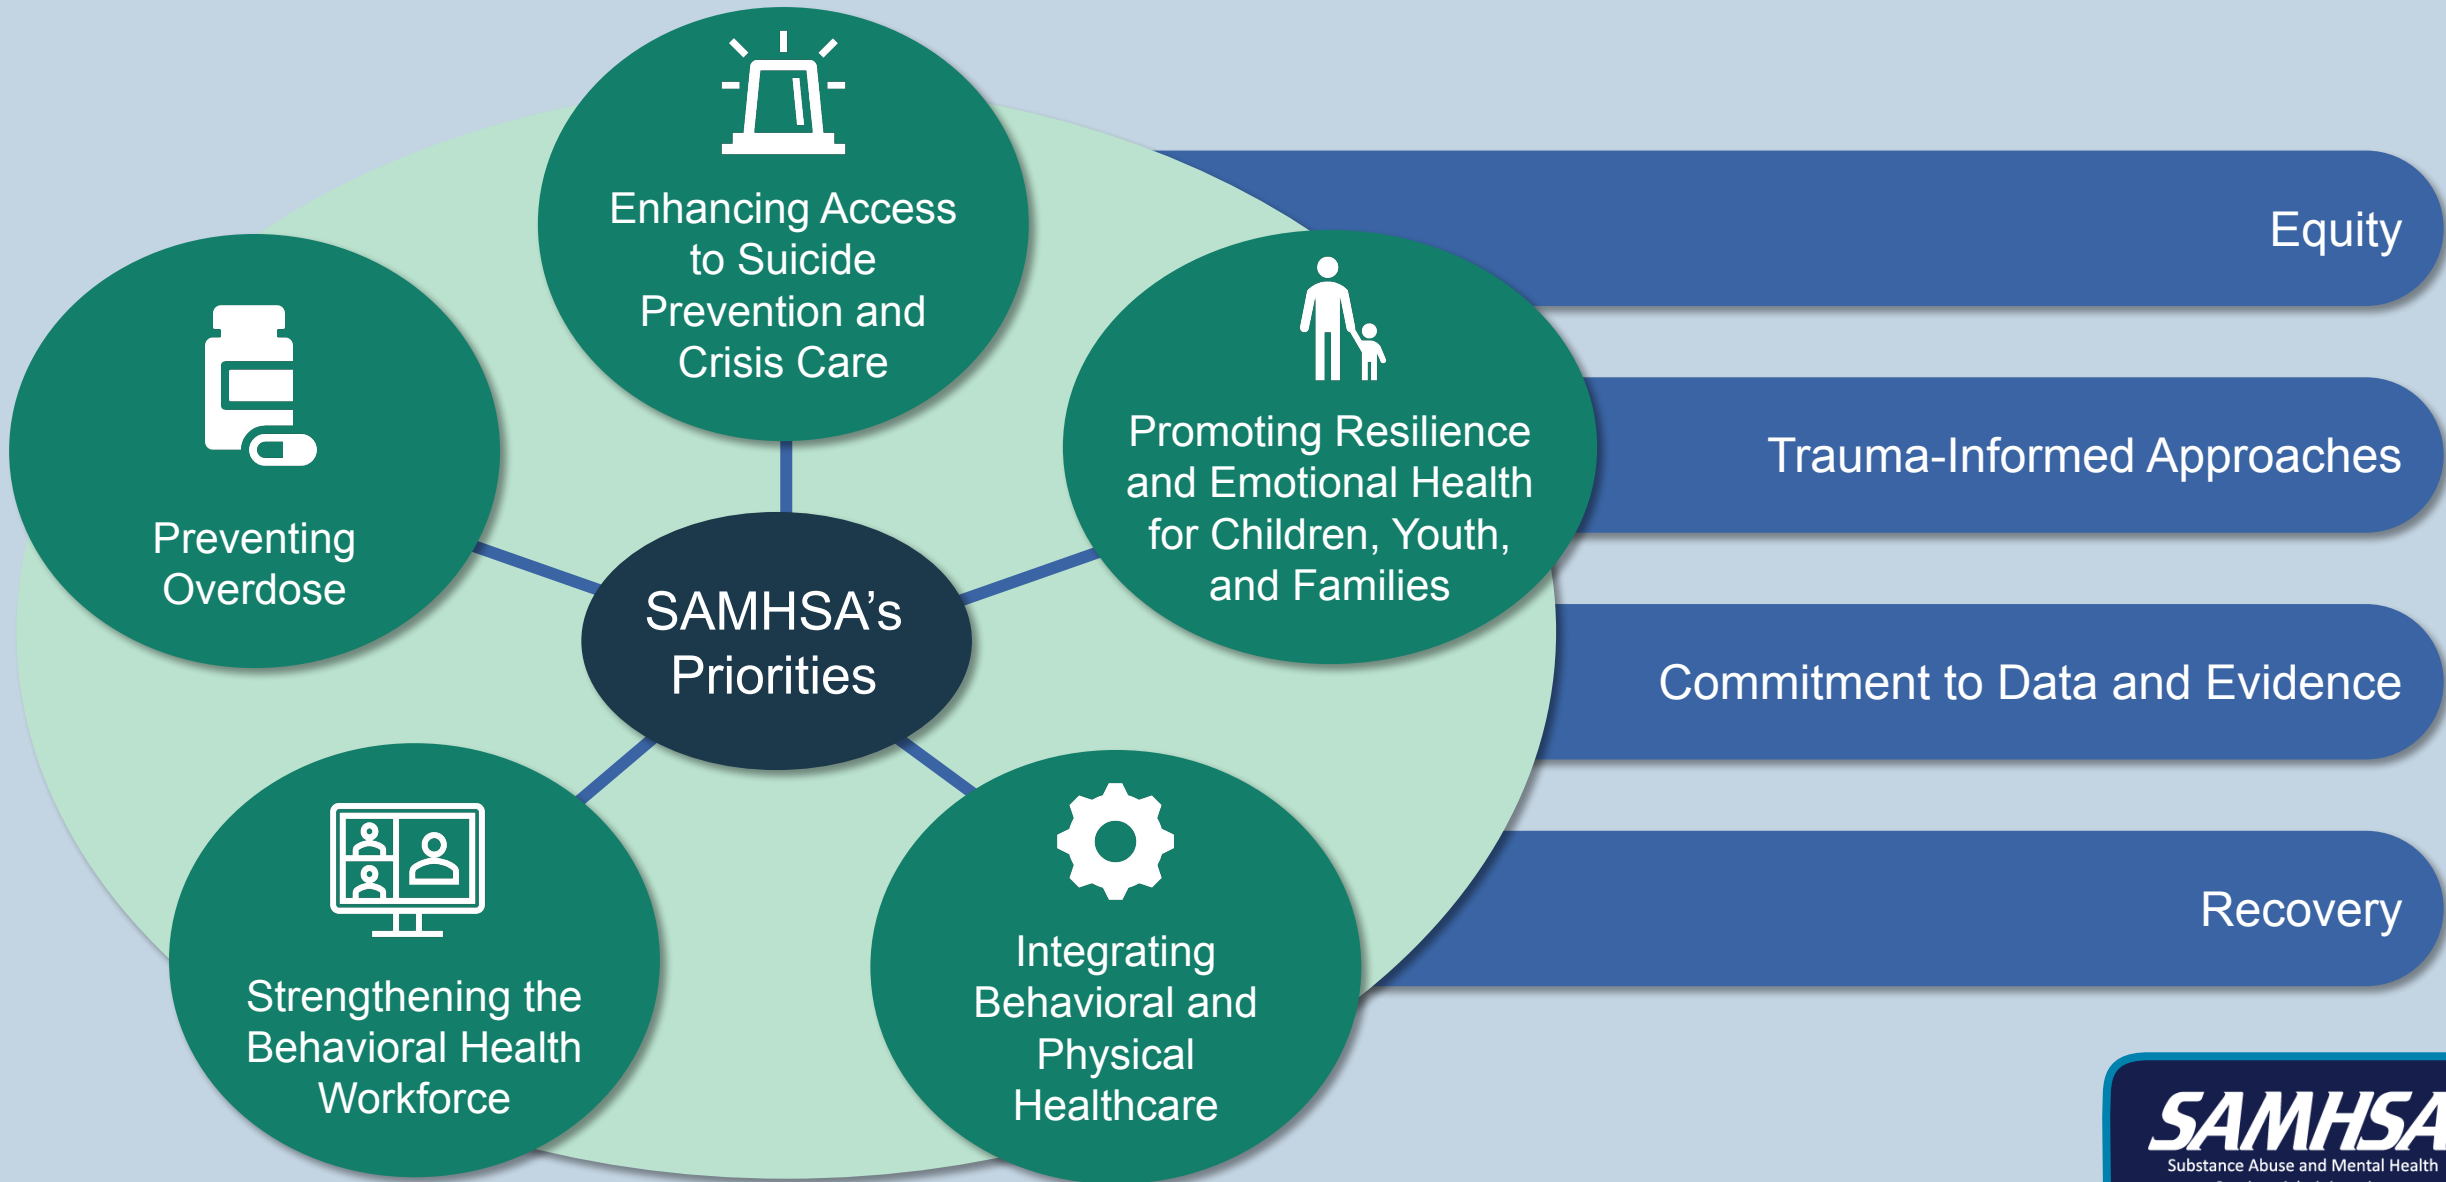 Enhancing Access
to Suicide
Prevention and
Crisis Care
Preventing
Overdose
Promoting Resilience
and Emotional Health
for Children, Youth,
and Families
SAMHSA's
Priorities
Strengthening the
Behavioral Health
Workforce
Integrating
Behavioral and
Physical
Healthcare
Equity
Trauma-Informed Approaches
Commitment to Data and Evidence
Recovery
SAMHSA
Substance Abuse and Mental Health